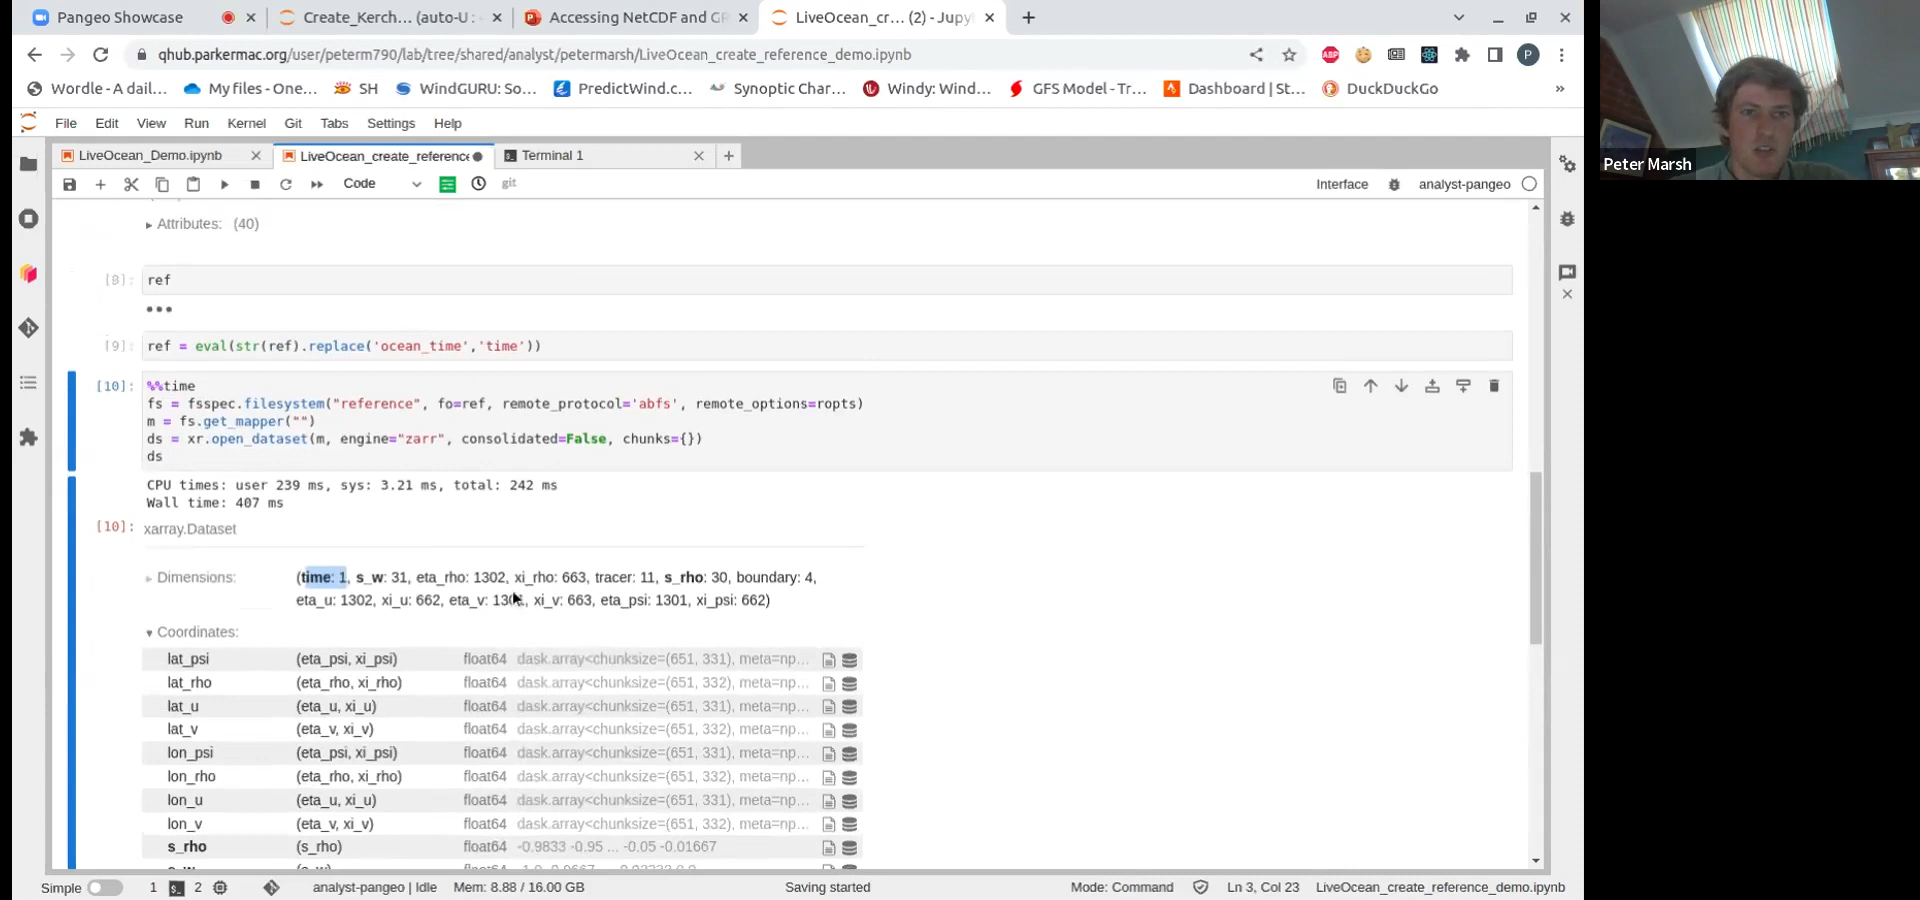 Pangeo Showcase
Create_Kerch... (auto-U :
Accessing NetCDF and GR
LiveOcean_cr... (2) - Jupy
qhub.parkermac.org/user/peterm790/lab/tree/shared/analyst/petermarsh/LiveOcean_create_reference_demo.ipynb
ABP
P
Wordle - A dail...
My files - One...
SH
WindGURU: So...
PredictWind.c...
Synoptic Char...
Windy: Wind...
GFS Model - Tr...
Dashboard | St...
DuckDuckGo
»
File Edit View Run Kernel Git Tabs Settings Help
LiveOcean_Demo.ipynb
LiveOcean_create_reference
Terminal 1
Code
git
Interface
analyst-pangeo
Attributes: (40)
[8]: ref
[9]: ref = eval(str(ref).replace('ocean_time','time'))
[10]: %%time
fs = fsspec.filesystem("reference", fo=ref, remote_protocol='abfs', remote_options=ropts)
m = fs.get_mapper("")
ds = xr.open_dataset(m, engine="zarr", consolidated=False, chunks={})
ds
CPU times: user 239 ms, sys: 3.21 ms, total: 242 ms
Wall time: 407 ms
[10]: xarray.Dataset
Dimensions: (time: 1, s_w: 31, eta_rho: 1302, xi_rho: 663, tracer: 11, s_rho: 30, boundary: 4,
eta_u: 1302, xi_u: 662, eta_v: 1301, xi_v: 663, eta_psi: 1301, xi_psi: 662)
Coordinates:
lat_psi (eta_psi, xi_psi) float64 dask.array<chunksize=(651, 331), meta=np...
lat_rho (eta_rho, xi_rho) float64 dask.array<chunksize=(651, 332), meta=np...
lat_u (eta_u, xi_u) float64 dask.array<chunksize=(651, 331), meta=np...
lat_v (eta_v, xi_v) float64 dask.array<chunksize=(651, 332), meta=np...
lon_psi (eta_psi, xi_psi) float64 dask.array<chunksize=(651, 331), meta=np...
lon_rho (eta_rho, xi_rho) float64 dask.array<chunksize=(651, 332), meta=np...
lon_u (eta_u, xi_u) float64 dask.array<chunksize=(651, 331), meta=np...
lon_v (eta_v, xi_v) float64 dask.array<chunksize=(651, 332), meta=np...
s_rho (s_rho) float64 -0.9833 -0.95 ... -0.05 -0.01667
Simple
1
2
analyst-pangeo | Idle
Mem: 8.88 / 16.00 GB
Saving started
Mode: Command
Ln 3, Col 23
LiveOcean_create_reference_demo.ipynb
Peter Marsh